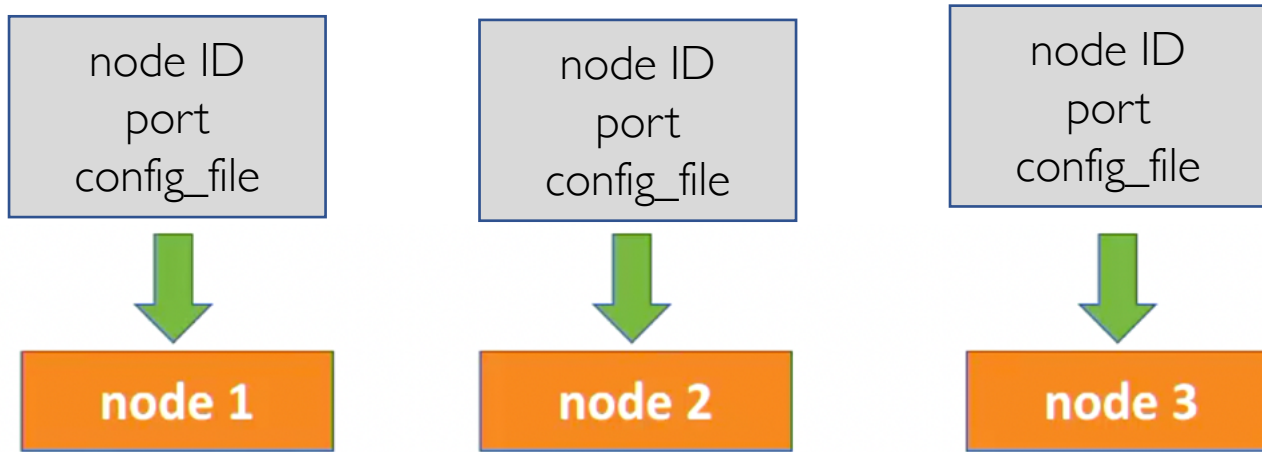 node ID
port
config_file
node ID
port
config_file
node ID
port
config_file
node 1
node 2
node 3